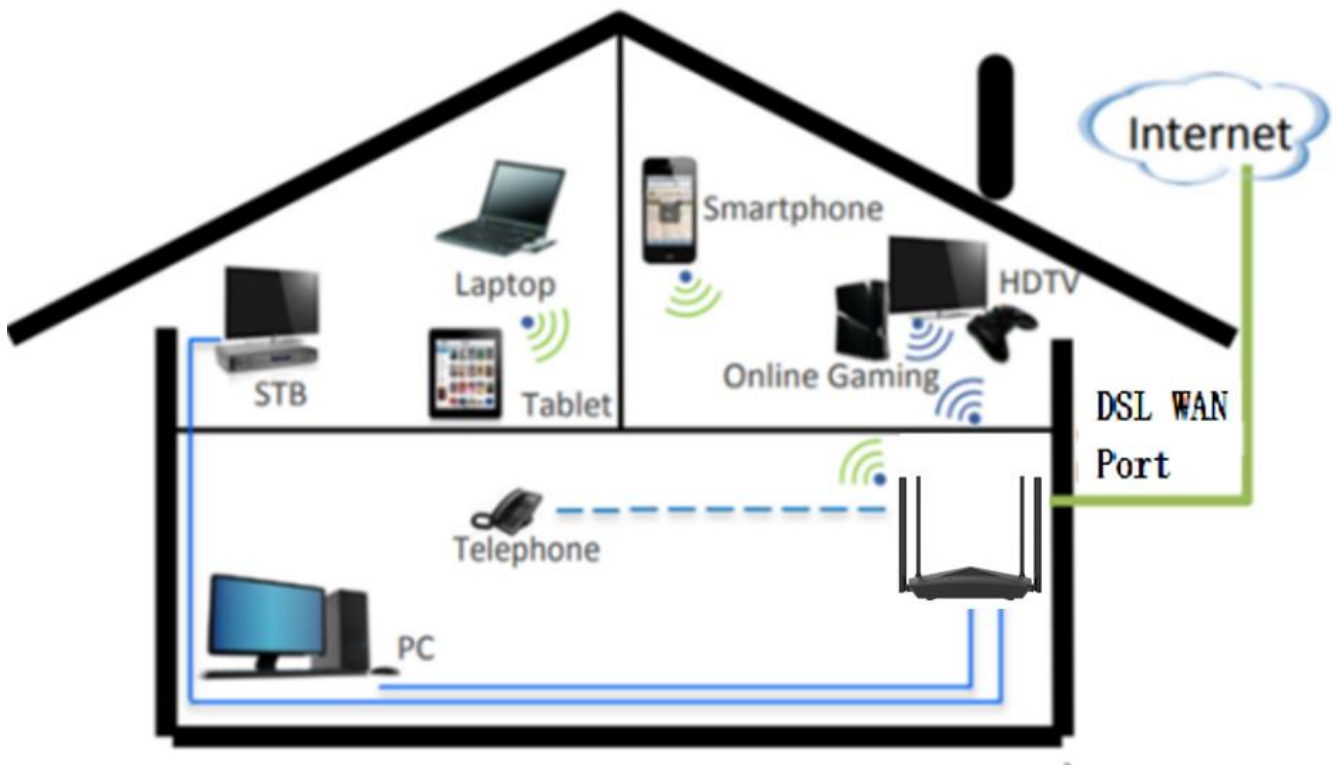 Internet
Smartphone
Laptop
HDTV
STB
Online Gaming
Tablet
DSL WAN
Port
Telephone
PC